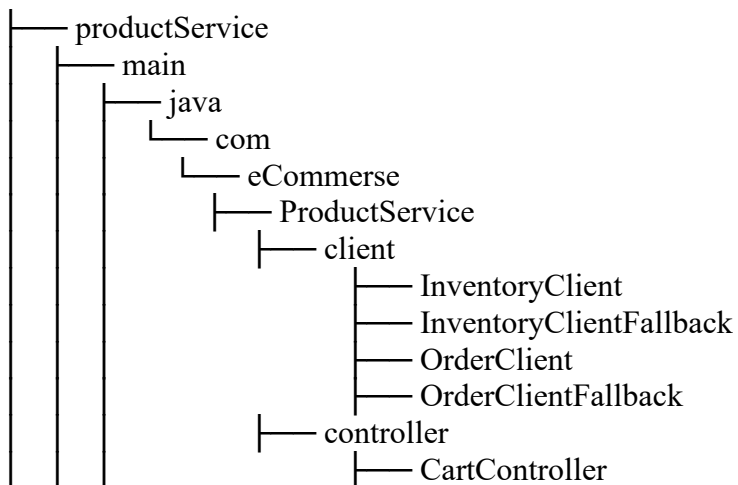 productService
main
java
com
eCommerse
ProductService
client
InventoryClient
InventoryClientFallback
OrderClient
OrderClientFallback
controller
CartController